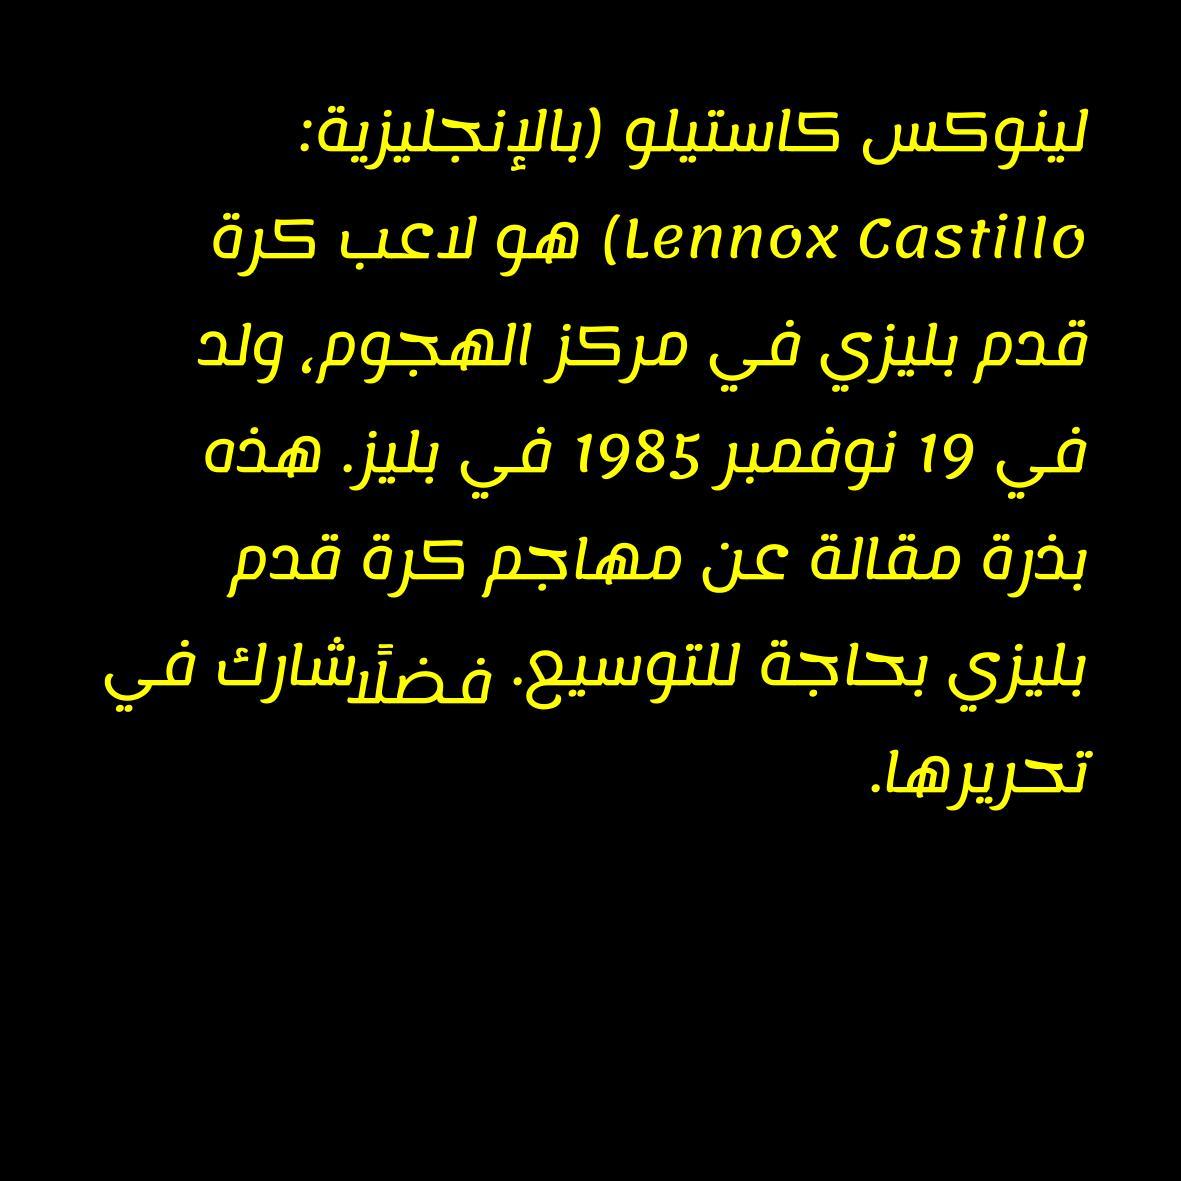 لينوكس كاستيلو (بالإنجليزية:
Lennox Castillo) هو لاعب كرة
قدم بليزي في مركز الهجوم، ولد
في 19 نوفمبر 1985 في بليز. هذه
بذرة مقالة عن مهاجم كرة قدم
بليزي بحاجة للتوسيع. فضلًا شارك في
تحريرها.